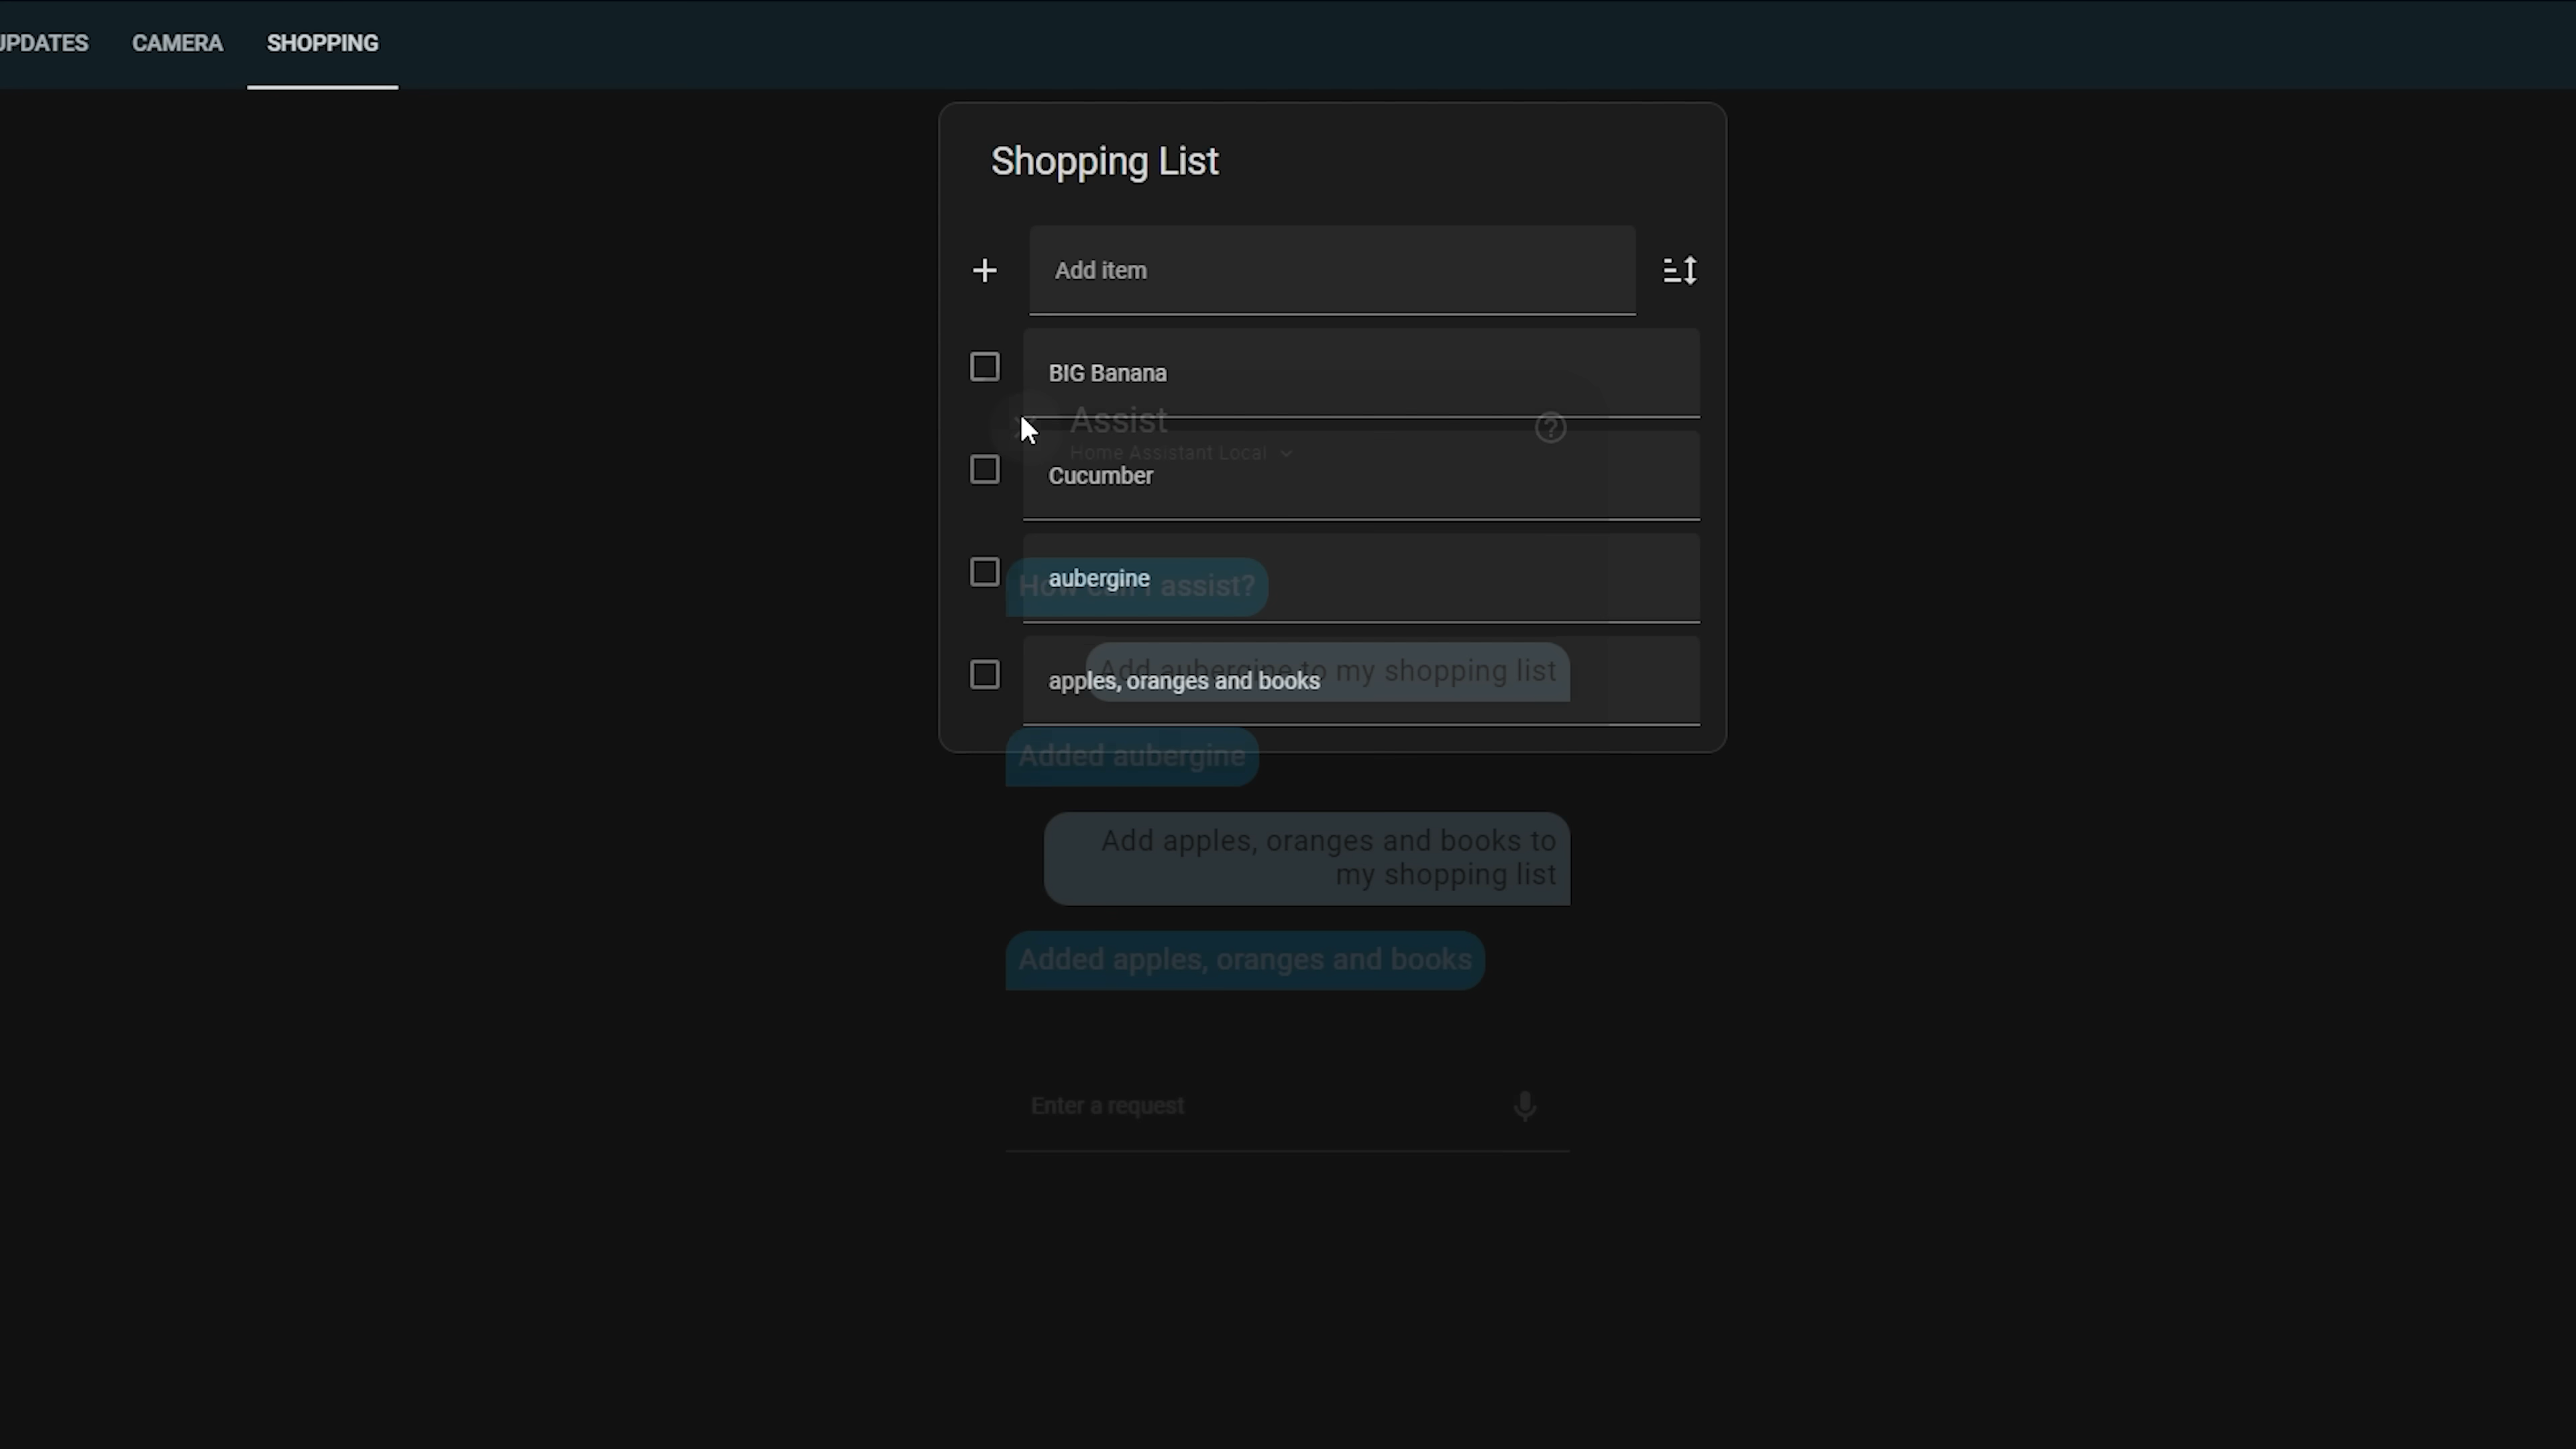 UPDATES CAMERA SHOPPING
Shopping List
Add item
BIG Banana
Assist
Home Assistant Local
Cucumber
aubergine
How can I assist?
Add aubergine to my shopping list
apples, oranges and books
Added aubergine
Add apples, oranges and books to
my shopping list
Added apples, oranges and books
Enter a request